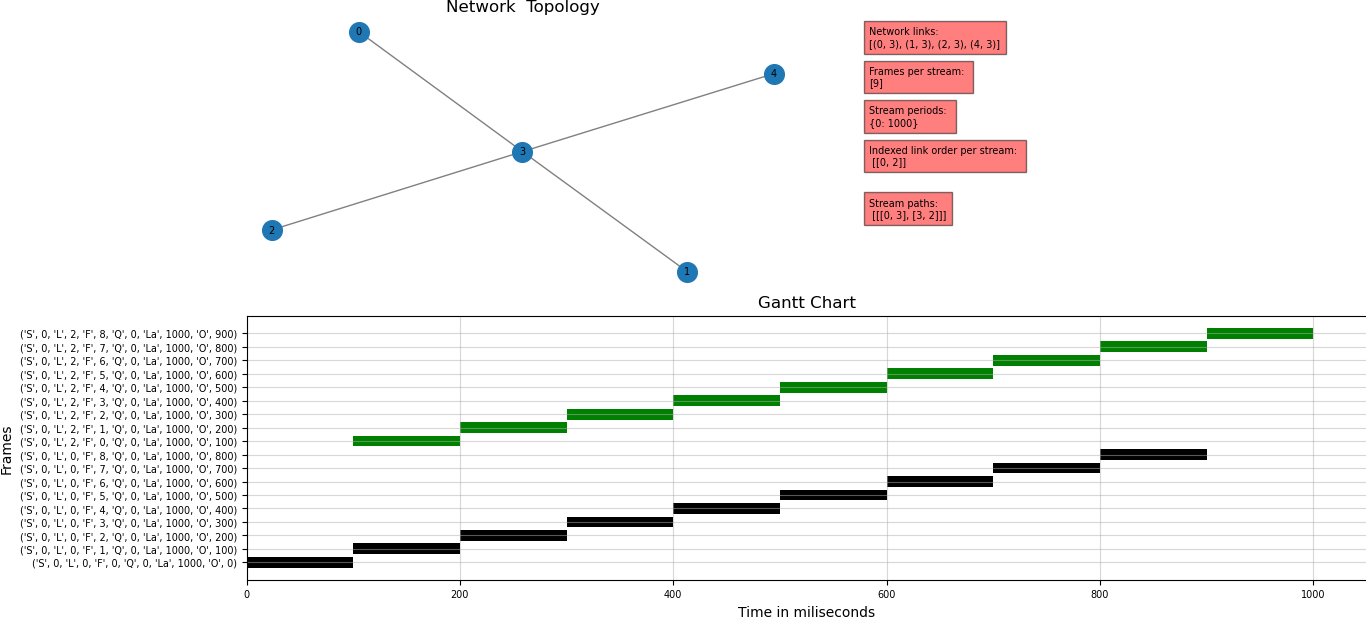 Network  Topology
0
4
3
2
1
Network links:
[(0, 3), (1, 3), (2, 3), (4, 3)]
Frames per stream:
[9]
Stream periods:
{0: 1000}
Indexed link order per stream:
[[0, 2]]
Stream paths:
[[[0, 3], [3, 2]]]
Gantt Chart
Frames
('S', 0, 'L', 2, 'F', 8, 'Q', 0, 'La', 1000, 'O', 900)
('S', 0, 'L', 2, 'F', 7, 'Q', 0, 'La', 1000, 'O', 800)
('S', 0, 'L', 2, 'F', 6, 'Q', 0, 'La', 1000, 'O', 700)
('S', 0, 'L', 2, 'F', 5, 'Q', 0, 'La', 1000, 'O', 600)
('S', 0, 'L', 2, 'F', 4, 'Q', 0, 'La', 1000, 'O', 500)
('S', 0, 'L', 2, 'F', 3, 'Q', 0, 'La', 1000, 'O', 400)
('S', 0, 'L', 2, 'F', 2, 'Q', 0, 'La', 1000, 'O', 300)
('S', 0, 'L', 2, 'F', 1, 'Q', 0, 'La', 1000, 'O', 200)
('S', 0, 'L', 2, 'F', 0, 'Q', 0, 'La', 1000, 'O', 100)
('S', 0, 'L', 0, 'F', 8, 'Q', 0, 'La', 1000, 'O', 800)
('S', 0, 'L', 0, 'F', 7, 'Q', 0, 'La', 1000, 'O', 700)
('S', 0, 'L', 0, 'F', 6, 'Q', 0, 'La', 1000, 'O', 600)
('S', 0, 'L', 0, 'F', 5, 'Q', 0, 'La', 1000, 'O', 500)
('S', 0, 'L', 0, 'F', 4, 'Q', 0, 'La', 1000, 'O', 400)
('S', 0, 'L', 0, 'F', 3, 'Q', 0, 'La', 1000, 'O', 300)
('S', 0, 'L', 0, 'F', 2, 'Q', 0, 'La', 1000, 'O', 200)
('S', 0, 'L', 0, 'F', 1, 'Q', 0, 'La', 1000, 'O', 100)
('S', 0, 'L', 0, 'F', 0, 'Q', 0, 'La', 1000, 'O', 0)
0 200 400 600 800 1000
Time in miliseconds